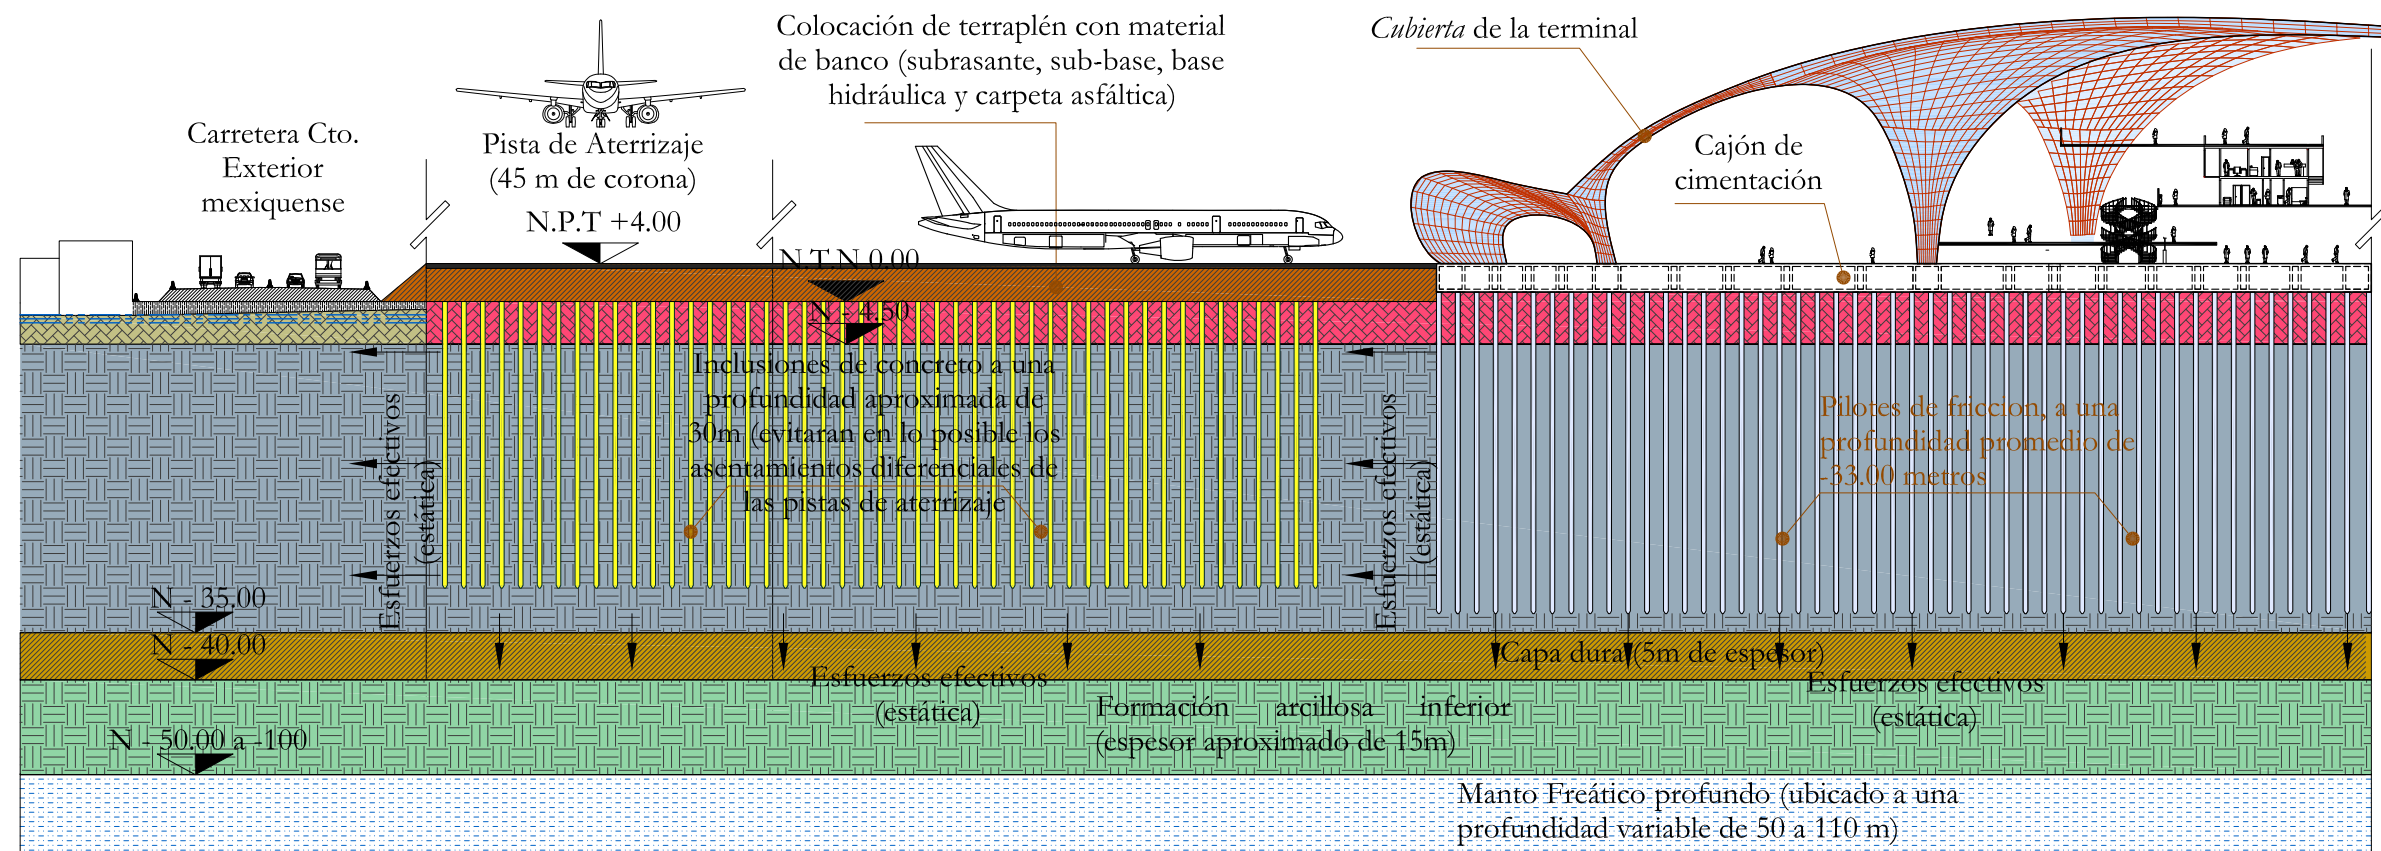 Colocación de terraplén con material
de banco (subrasante, sub-base, base
hidráulica y carpeta asfáltica)
Cubierta de la terminal
Carretera Cto.
Exterior
mexiquense
Pista de Aterrizaje
(45 m de corona)
N.P.T +4.00
Cajón de
cimentación
N.T.N 0.00
N - 4.50
Inclusiones de concreto a una
profundidad aproximada de
30m (evitaran en lo posible los
asentamientos diferenciales de
las pistas de aterrizaje
Esfuerzos efectivos
(estática)
Esfuerzos efectivos
(estática)
Pilotes de friccion, a una
profundidad promedio de
-33.00 metros
N - 35.00
N - 40.00
Capa dura (5m de espesor)
Esfuerzos efectivos
(estática)
Esfuerzos efectivos
(estática)
Formación arcillosa inferior
(espesor aproximado de 15m)
N - 50.00 a -100
Manto Freático profundo (ubicado a una
profundidad variable de 50 a 110 m)